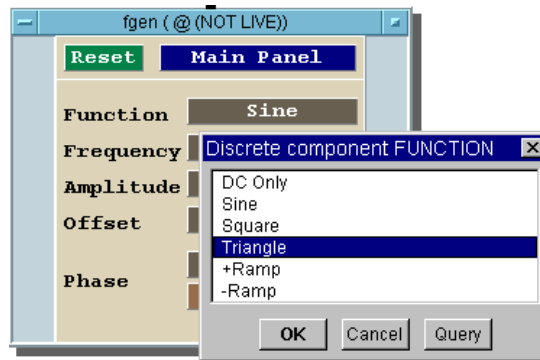 fgen ( @ (NOT LIVE))
Reset Main Panel
Function Sine
Frequency
Amplitude
Offset
Phase
Discrete component FUNCTION
DC Only
Sine
Square
Triangle
+Ramp
-Ramp
OK Cancel Query